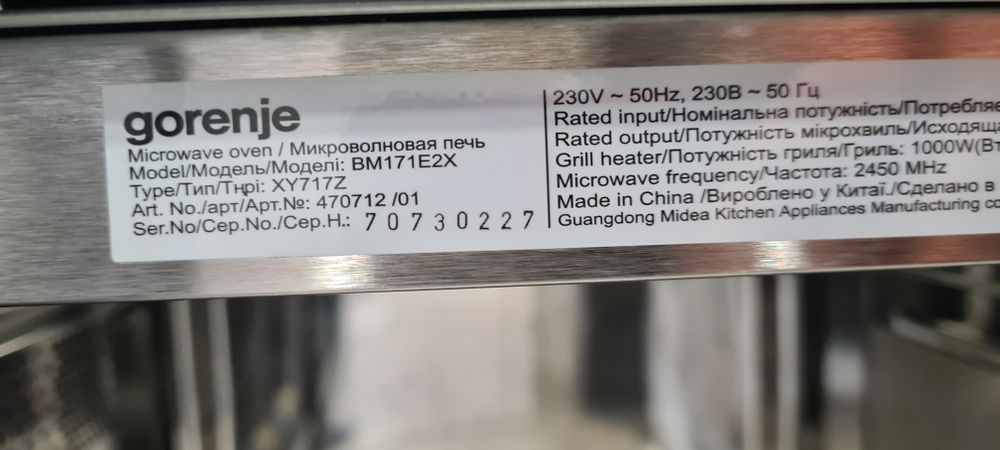 gorenje
Microwave oven / Микроволновая печь
Model/Модель/Моделі: BM171E2X
Type/Тип/Тңрі: XY717Z
Art. No./арт/Арт.№: 470712 /01
Ser.No/Сер.No./Сер.Н.: 70730227
230V ~ 50Hz, 230В ~ 50 Гц
Rated input/Номінальна потужність/Потребляе
Rated output/Потужність мікрохвиль/Исходяща
Grill heater/Потужність гриля/Гриль: 1000W(Вт
Microwave frequency/Частота: 2450 MHz
Made in China /Вироблено у Китаї./Сделано в
Guangdong Midea Kitchen Appliances Manufacturing co